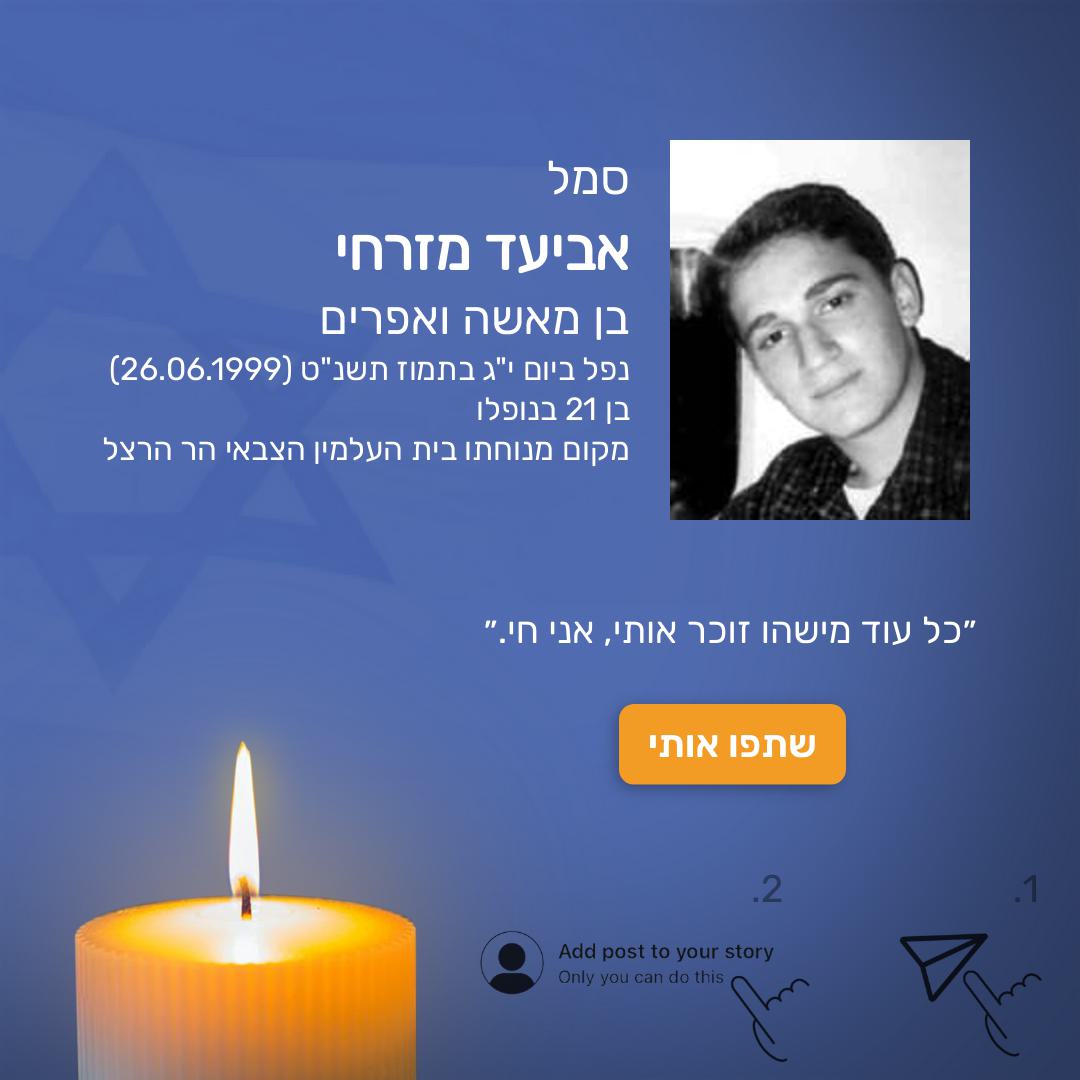 סמל
אביעד מזרחי
בן מאשה ואפרים
נפל ביום י"ג בתמוז תשנ"ט (26.06.1999)
בן 21 בנופלו
מקום מנוחתו בית העלמין הצבאי הר הרצל
״כל עוד מישהו זוכר אותי, אני חי.״
שתפו אותי
.1
.2
Add post to your story
Only you can do this